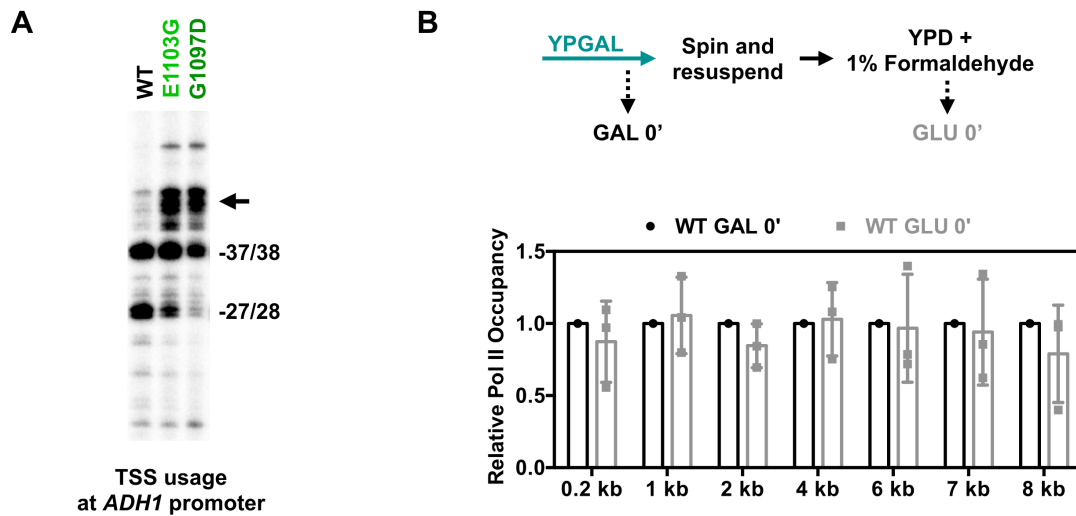 A
WT
E1103G
G1097D
-37/38
-27/28
TSS usage
at ADH1 promoter
B
YPGAL
Spin and
resuspend
YPD +
1% Formaldehyde
GAL 0’
GLU 0’
WT GAL 0'
WT GLU 0'
Relative Pol II Occupancy
1.5
1.0
0.5
0.0
0.2 kb
1 kb
2 kb
4 kb
6 kb
7 kb
8 kb